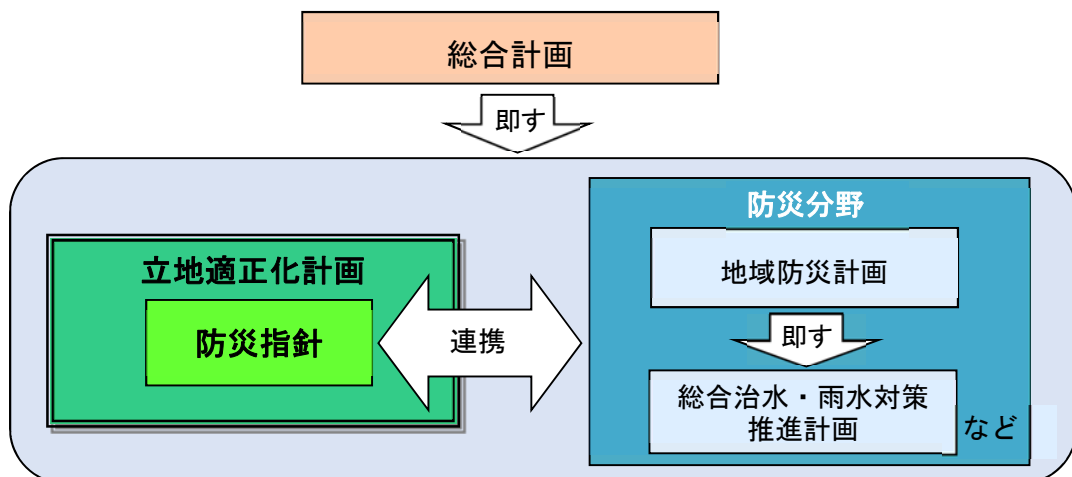 総合計画
即す
防災分野
立地適正化計画
地域防災計画
防災指針
連携
即す
総合治水・雨水対策
推進計画
など